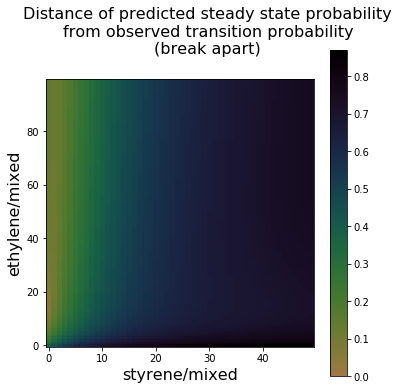 Distance of predicted steady state probability
from observed transition probability
(break apart)
ethylene/mixed
80
60
40
20
0
0 10 20 30 40
styrene/mixed
0.8
0.7
0.6
0.5
0.4
0.3
0.2
0.1
0.0